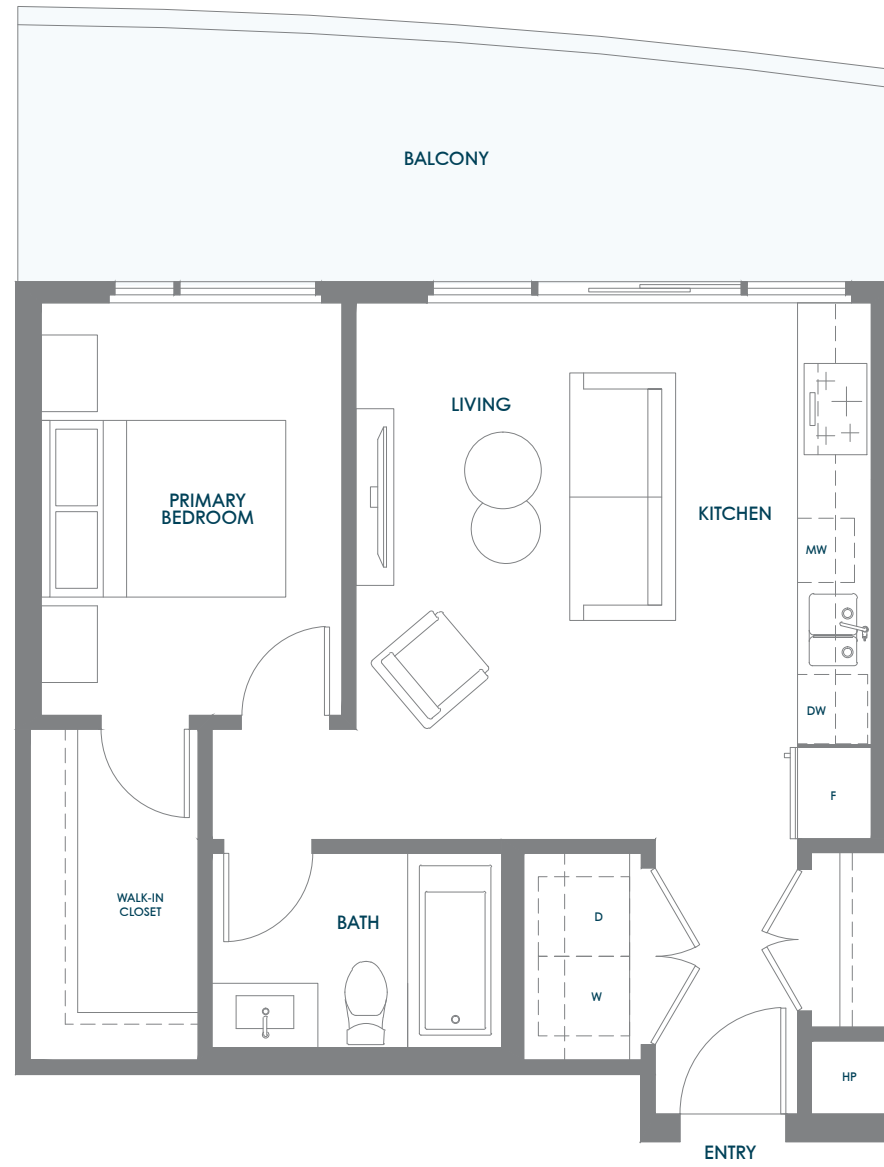 BALCONY
LIVING
PRIMARY
BEDROOM
KITCHEN
MW
DW
F
WALK-IN
CLOSET
BATH
D
W
HP
ENTRY